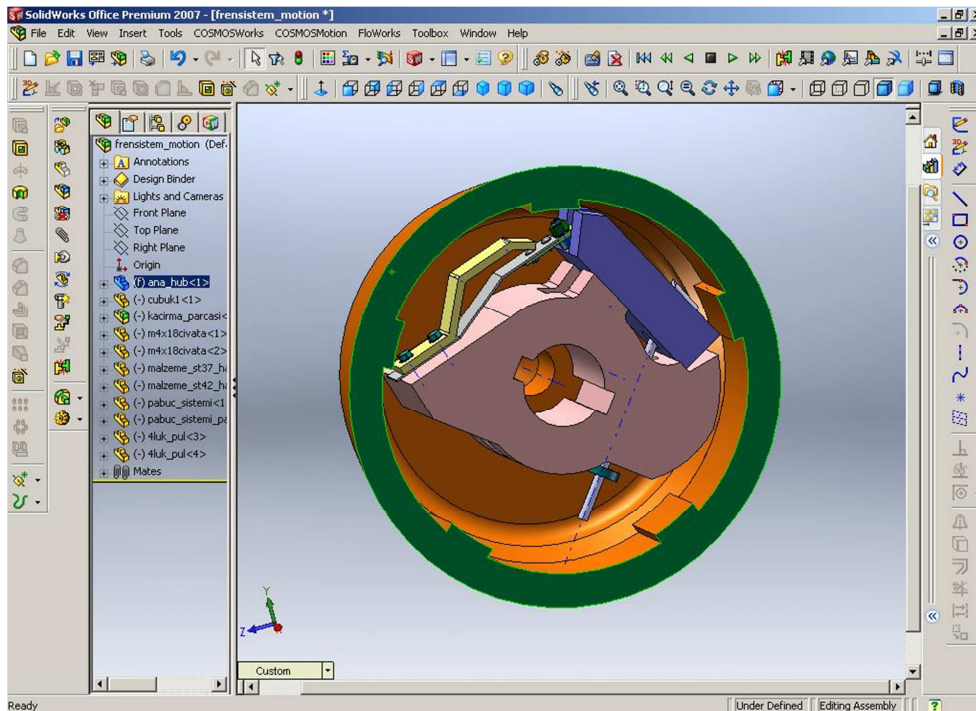 SolidWorks Office Premium 2007 - [frensistem_motion *]
File Edit View Insert Tools COSMOSWorks COSMOSMotion FloWorks Toolbox Window Help
frensistem_motion (Def
Annotations
Design Binder
Lights and Cameras
Front Plane
Top Plane
Right Plane
Origin
(f) ana_hub<1>
(-) cubuk1<1>
(-) kacirma_parcasi<
(-) m4x18civata<1>
(-) m4x18civata<2>
(-) malzeme_st37_ha
(-) malzeme_st42_ha
(-) pabuc_sistemi<1
(-) pabuc_sistemi_pa
(-) 4luk_pul<3>
(-) 4luk_pul<4>
Mates
Y
Z
Custom
Ready Under Defined Editing Assembly